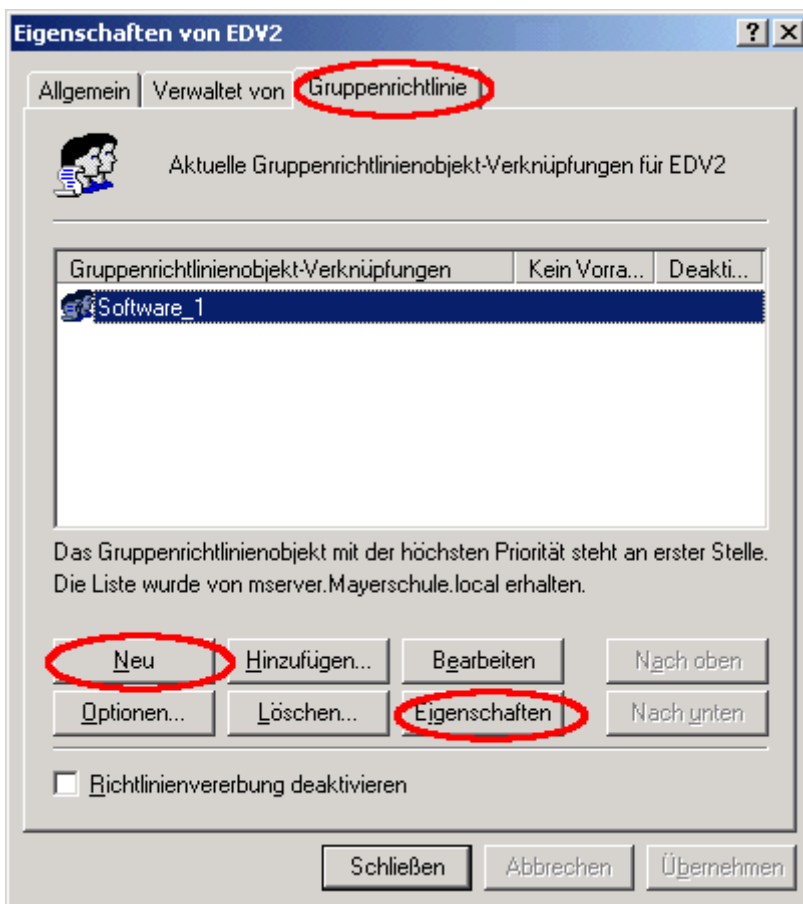 Eigenschaften von EDV2
Allgemein Verwaltet von Gruppenrichtlinie
Aktuelle Gruppenrichtlinienobjekt-Verknüpfungen für EDV2
Gruppenrichtlinienobjekt-Verknüpfungen Kein Vorra... Deakti...
Software_1
Das Gruppenrichtlinienobjekt mit der höchsten Priorität steht an erster Stelle.
Die Liste wurde von mserver.Mayerschule.local erhalten.
Neu Hinzufügen... Bearbeiten Nach oben
Optionen... Löschen... Eigenschaften Nach unten
Richtlinienvererbung deaktivieren
Schließen Abbrechen Übernehmen